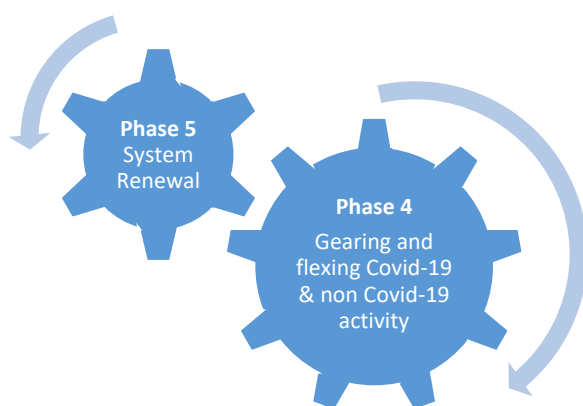 Phase 5
System
Renewal
Phase 4
Gearing and
flexing Covid-19
& non Covid-19
activity